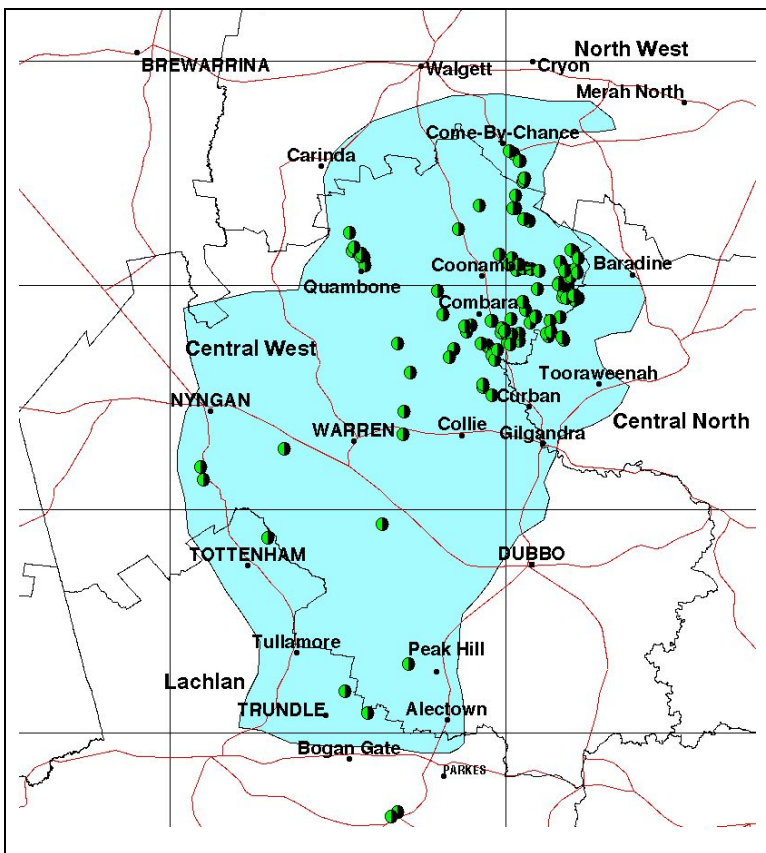 North West
BREWARRINA
Walgett
Cryon
Merah North
Come-By-Chance
Carinda
Baradine
Quambone
Combara
Central West
Tooraweenah
NYNGAN
Curban
Central North
WARREN
Collie
Gilgandra
TOTTENHAM
DUBBO
Tullamore
Peak Hill
Lachlan
TRUNDLE
Alectown
Bogan Gate
PARKES